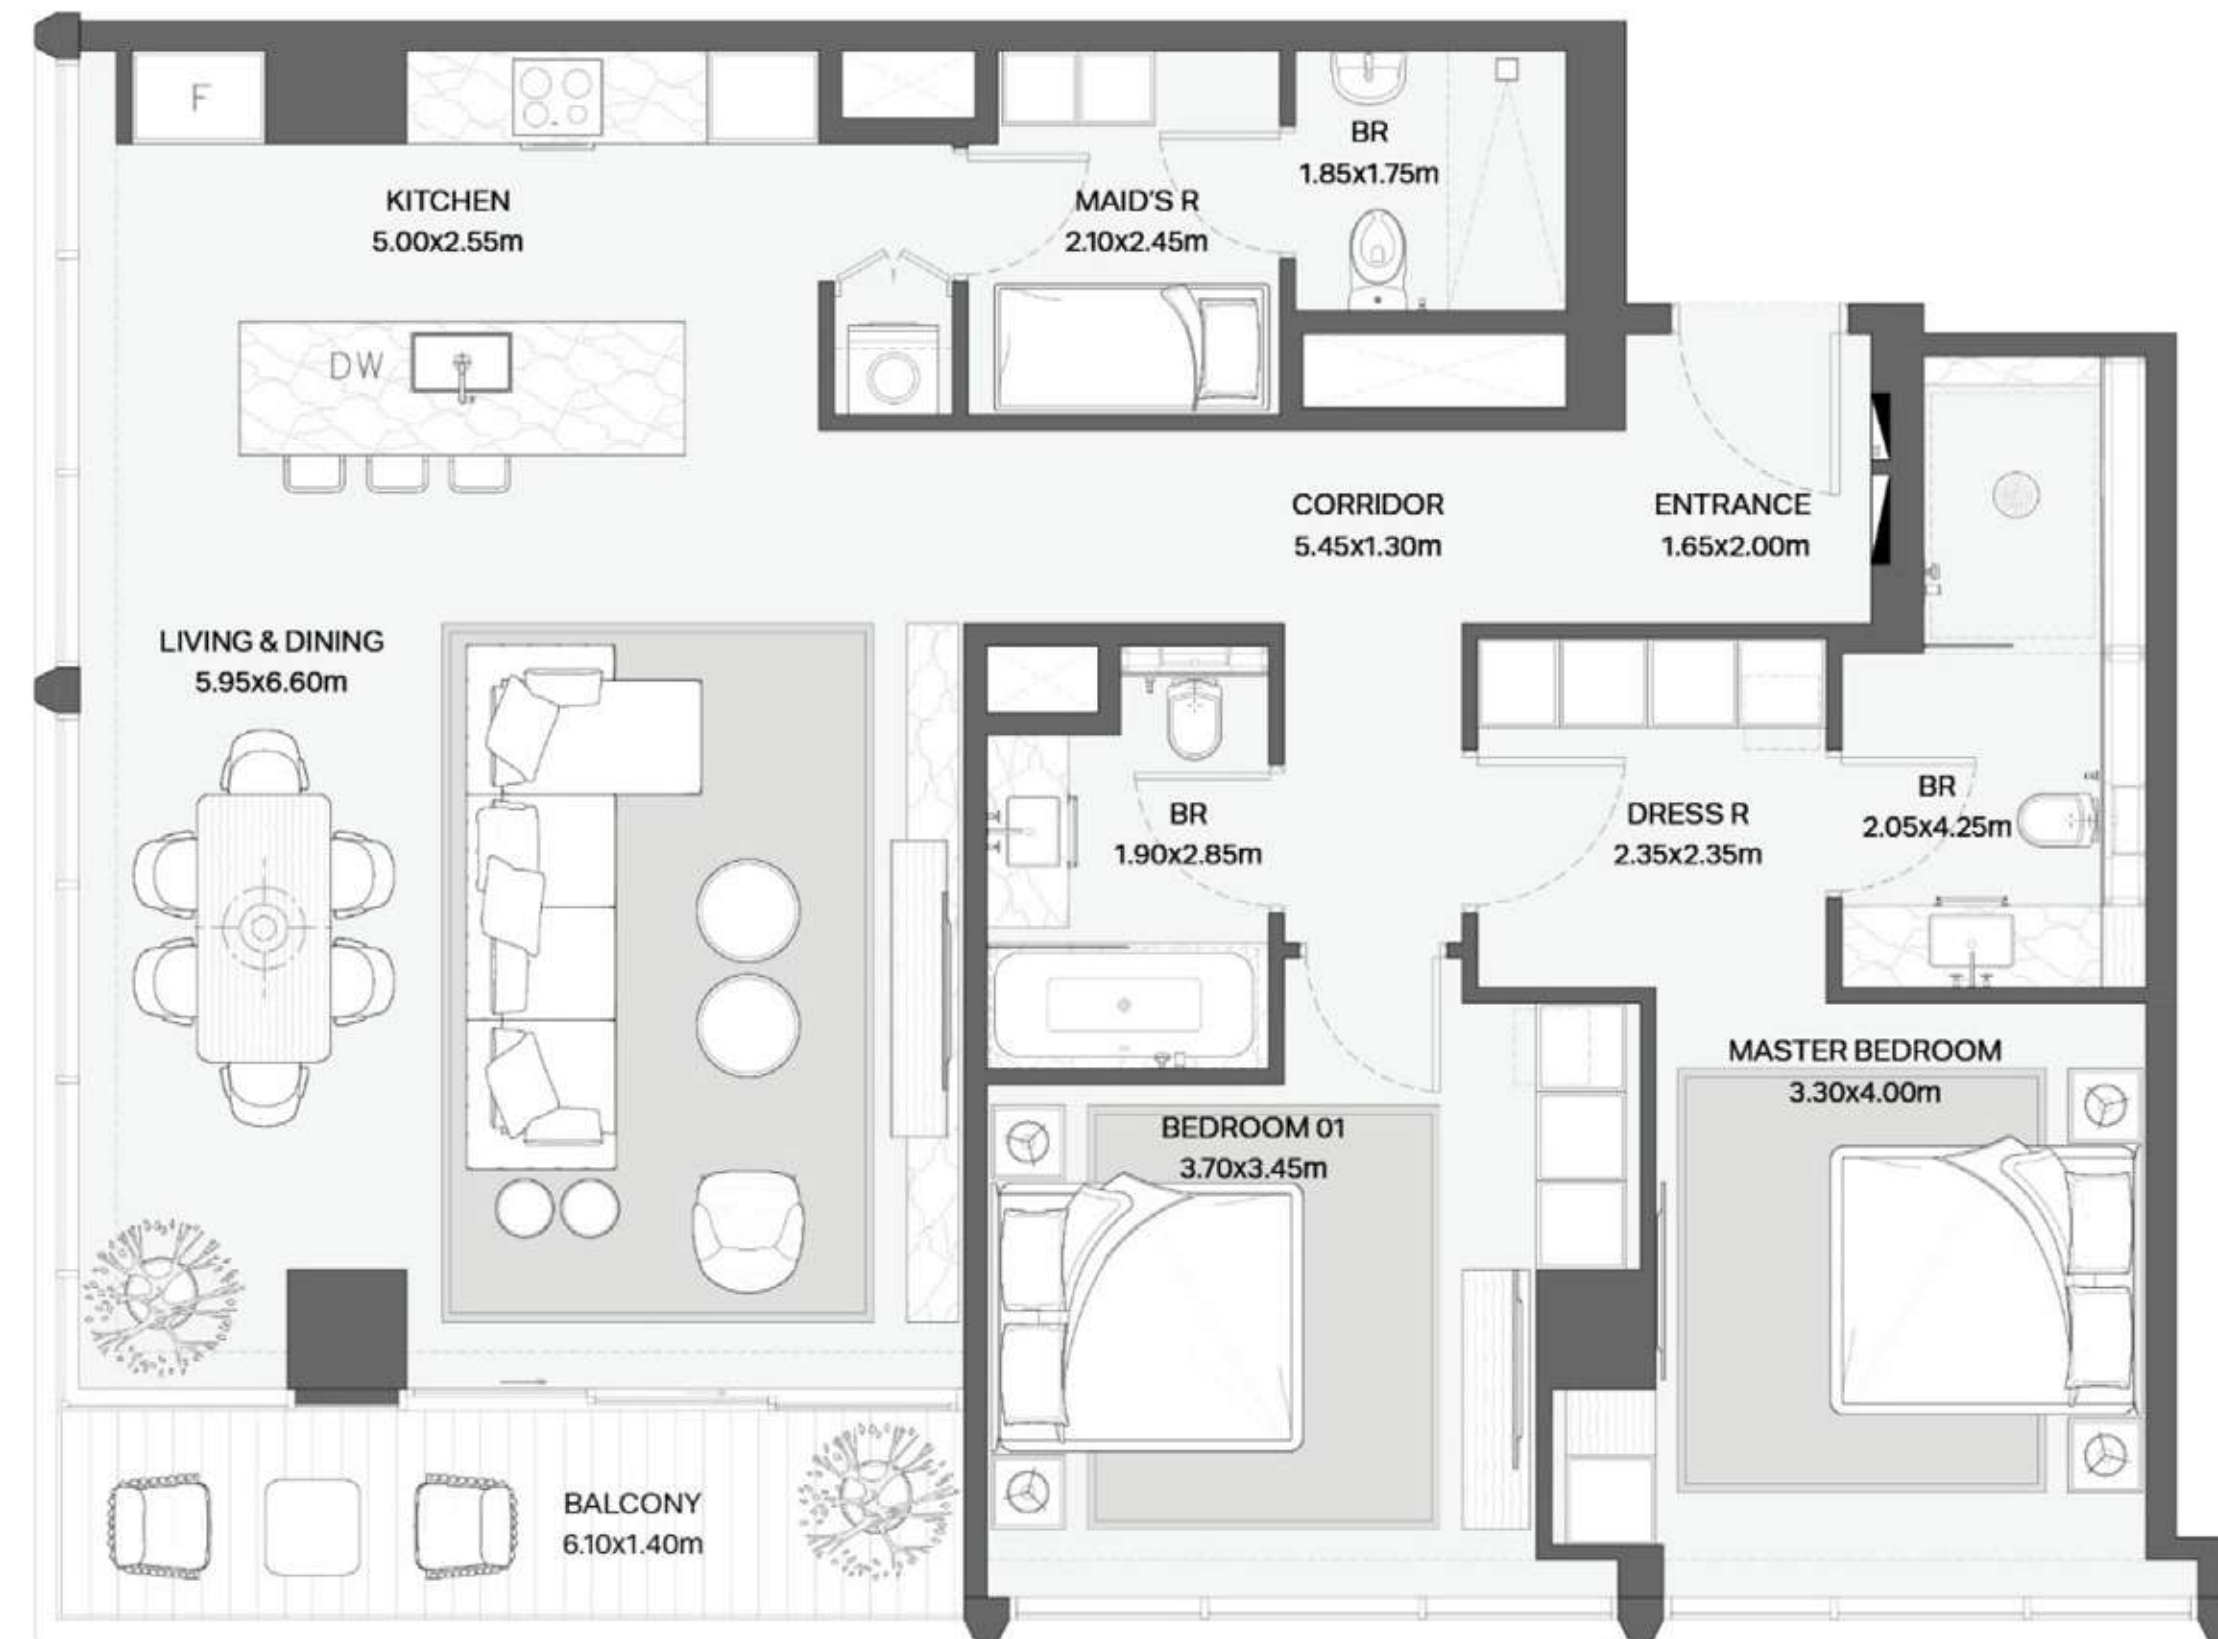 F
BR
1.85x1.75m
KITCHEN
5.00x2.55m
MAID'S R
2.10x2.45m
DW
CORRIDOR
5.45x1.30m
ENTRANCE
1.65x2.00m
LIVING & DINING
5.95x6.60m
BR
1.90x2.85m
DRESS R
2.35x2.35m
BR
2.05x4.25m
MASTER BEDROOM
3.30x4.00m
BEDROOM 01
3.70x3.45m
BALCONY
6.10x1.40m